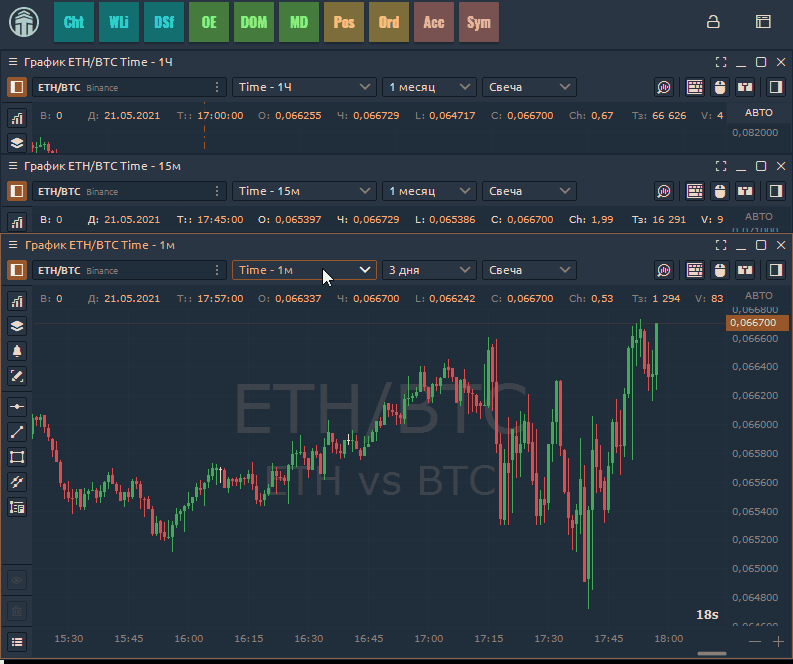 Cht WLi DSf OE DOM MD Pos Ord Acc Sym
График ETH/BTC Time - 1Ч
ETH/BTC Binance Time - 1Ч 1 месяц Свеча
В: 0 Д: 21.05.2021 Т:: 17:00:00 О: 0,066255 Ч: 0,066729 L: 0,064717 С: 0,066700 Ch: 0,67 Тз: 66 626 V: 4 АВТО
0,082000
График ETH/BTC Time - 15м
ETH/BTC Binance Time - 15м 1 месяц Свеча
В: 0 Д: 21.05.2021 Т:: 17:45:00 О: 0,065397 Ч: 0,066729 L: 0,065386 С: 0,066700 Ch: 1,99 Тз: 16 291 V: 9 АВТО
График ETH/BTC Time - 1м
ETH/BTC Binance Time - 1м 3 дня Свеча
В: 0 Д: 21.05.2021 Т:: 17:57:00 О: 0,066337 Ч: 0,066700 L: 0,066242 С: 0,066700 Ch: 0,53 Тз: 1 294 V: 83 АВТО
0,066800
0,066700
0,066600
0,066400
0,066200
ETH/BTC
0,066000
0,065800
ETH vs BTC
0,065600
0,065400
0,065200
0,065000
0,064800
18s
15:30 15:45 16:00 16:15 16:30 16:45 17:00 17:15 17:30 17:45 18:00